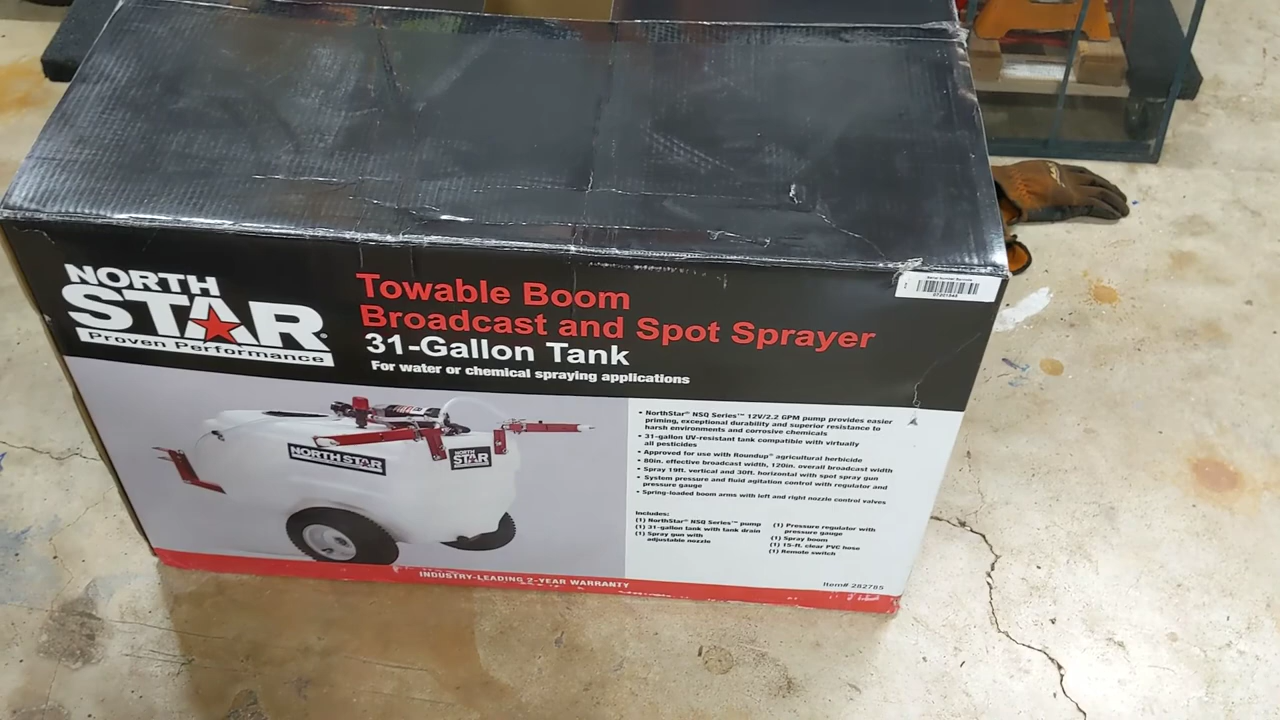 NORTH
STAR®
Proven Performance
Towable Boom
Broadcast and Spot Sprayer
31-Gallon Tank
For water or chemical spraying applications
NORTHSTAR
NORTH
STAR
• NorthStar® NSQ Series™ 12V/2.2 GPM pump provides easier
priming, exceptional durability and superior resistance to
harsh environments and corrosive chemicals
• 31-gallon UV-resistant tank compatible with virtually
all pesticides
• Approved for use with Roundup® agricultural herbicide
• 80in. effective broadcast width, 120in. overall broadcast width
• Spray 19ft. vertical and 30ft. horizontal with spot spray gun
• System pressure and fluid agitation control with regulator and
pressure gauge
• Spring-loaded boom arms with left and right nozzle control valves
Includes:
(1) NorthStar® NSQ Series™ pump
(1) 31-gallon tank with tank drain
(1) Spray gun with
adjustable nozzle
(1) Pressure regulator with
pressure gauge
(1) Spray boom
(1) 15-ft. clear PVC hose
(1) Remote switch
INDUSTRY-LEADING 2-YEAR WARRANTY
Item# 282785